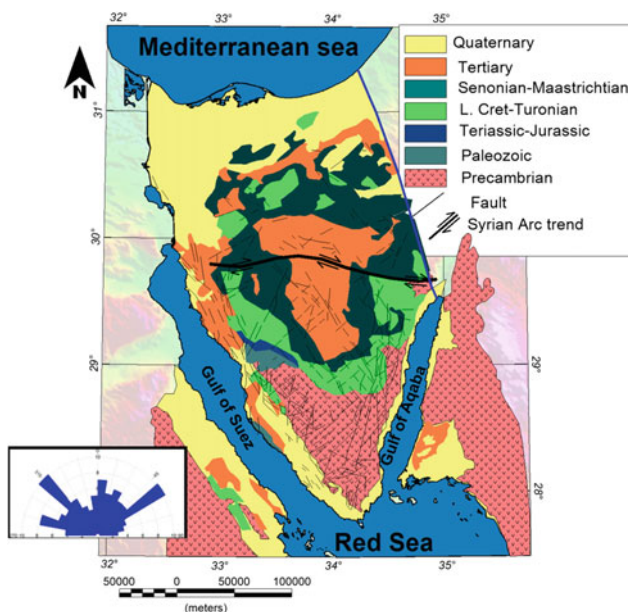 32°
33°
34°
35°
Mediterranean sea
N
31°
30°
29°
29°
28°
Gulf of Suez
Gulf of Aqaba
Red Sea
32°
33°
34°
35°
50000 0 50000 100000
(meters)
Quaternary
Tertiary
Senonian-Maastrichtian
L. Cret-Turonian
Teriassic-Jurassic
Paleozoic
Precambrian
Fault
Syrian Arc trend